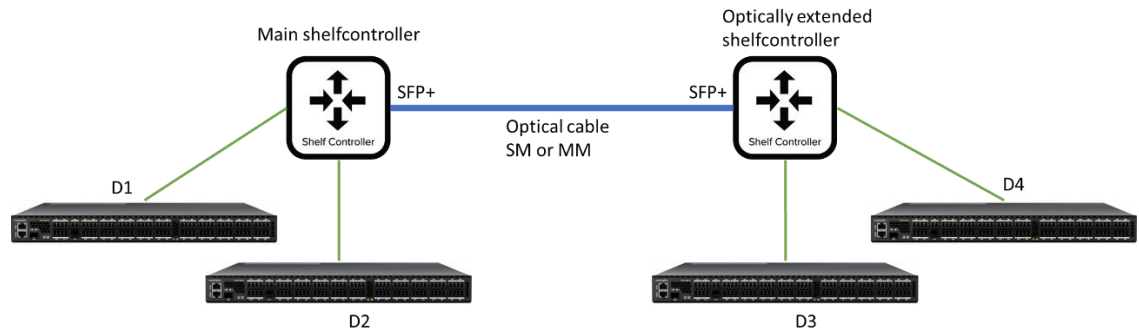 Main shelfcontroller
Optically extended
shelfcontroller
SFP+
SFP+
Shelf Controller
Shelf Controller
Optical cable
SM or MM
D1
D4
D2
D3